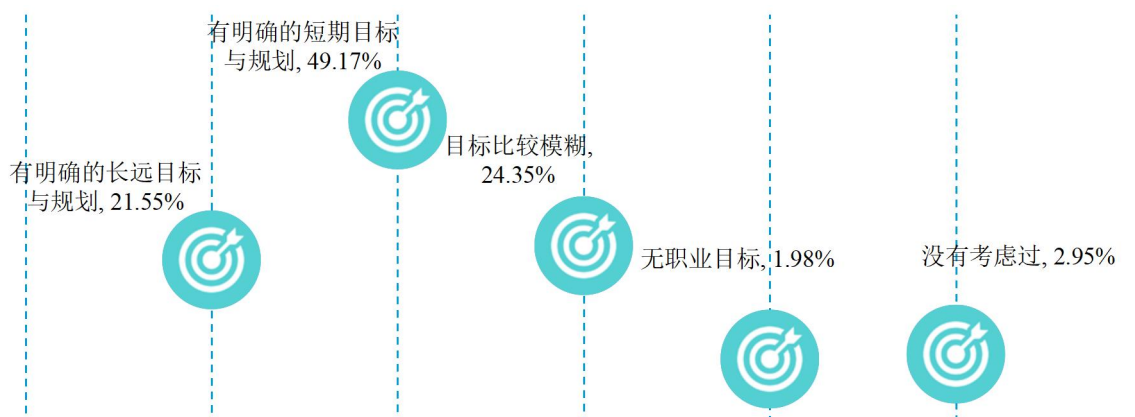 有明确的短期目标
与规划, 49.17%
目标比较模糊,
24.35%
有明确的长远目标
与规划, 21.55%
无职业目标, 1.98%
没有考虑过, 2.95%